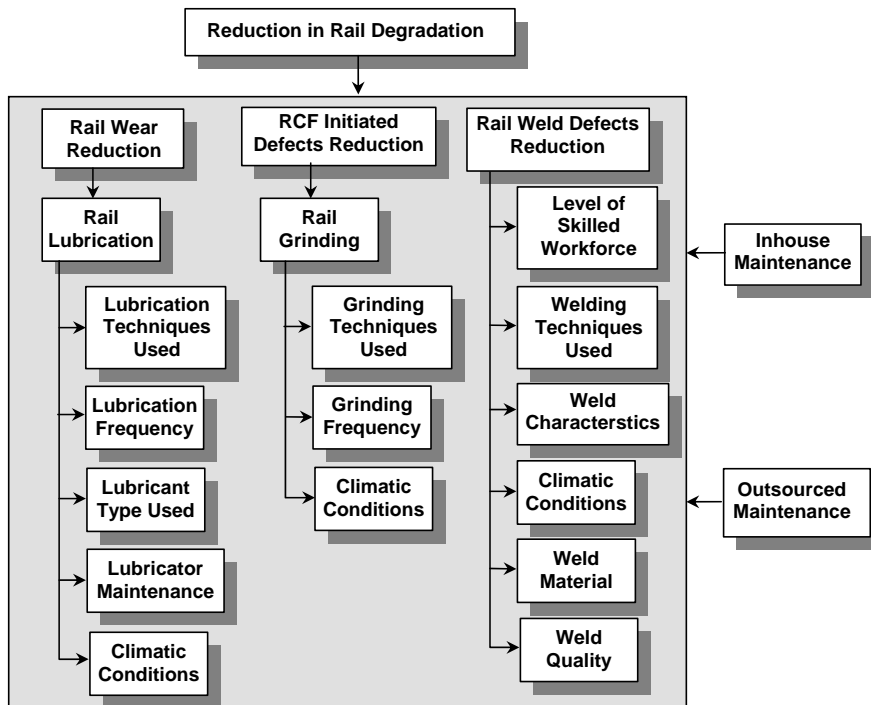 Reduction in Rail Degradation
Rail Wear
Reduction
Rail
Lubrication
Lubrication
Techniques
Used
Lubrication
Frequency
Lubricant
Type Used
Lubricator
Maintenance
Climatic
Conditions
RCF Initiated
Defects Reduction
Rail
Grinding
Grinding
Techniques
Used
Grinding
Frequency
Climatic
Conditions
Rail Weld Defects
Reduction
Level of
Skilled
Workforce
Welding
Techniques
Used
Weld
Characterstics
Climatic
Conditions
Weld
Material
Weld
Quality
Inhouse
Maintenance
Outsourced
Maintenance